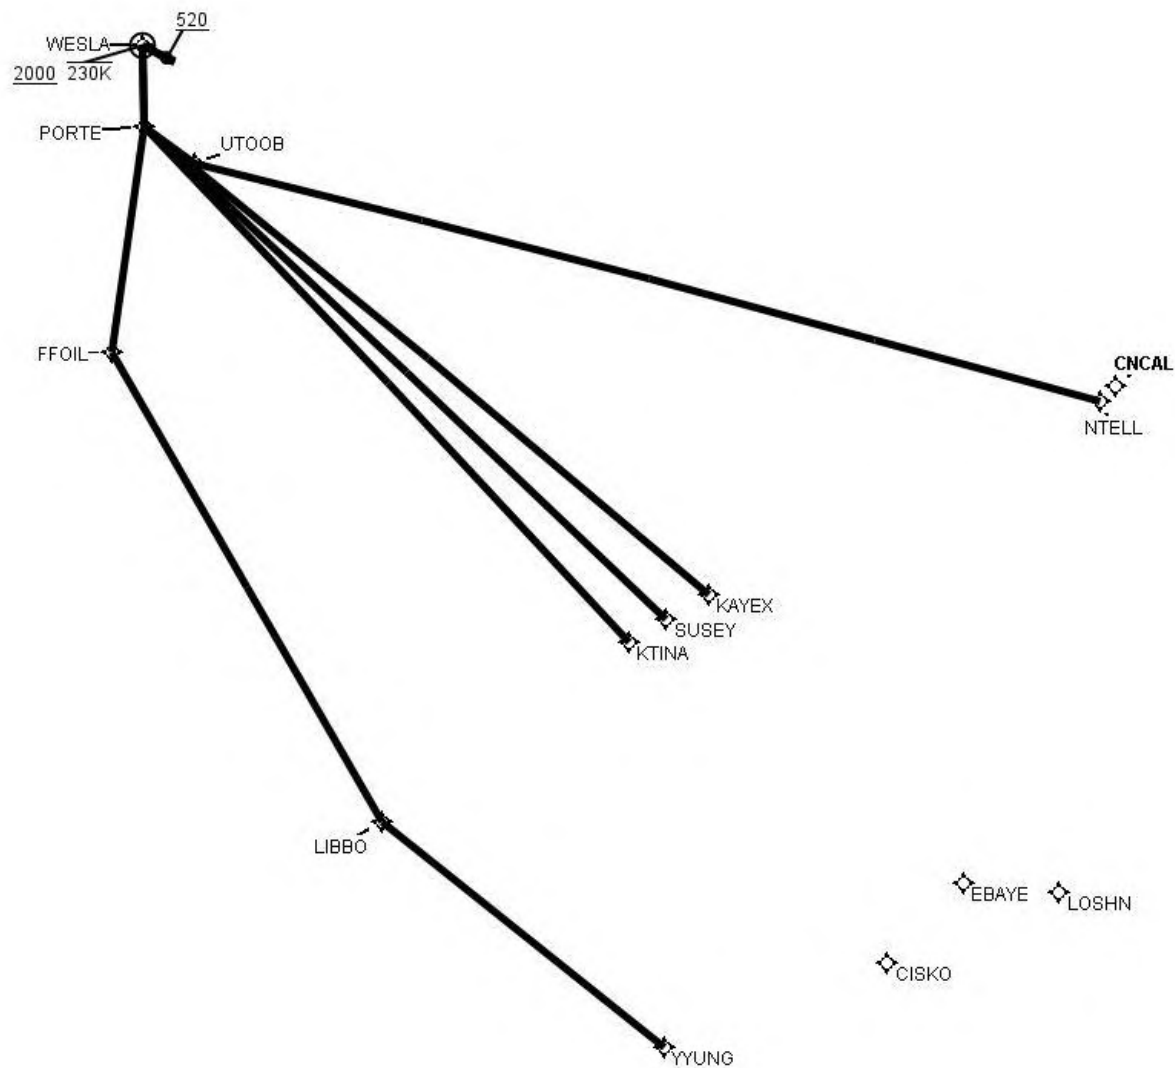 520
WESLA
2000 230K
PORTE
UTOOB
FFOIL
CNCAL
NTELL
KAYEX
SUSEY
KTINA
LIBBO
EBAYE
LOSHN
CISKO
YYUNG